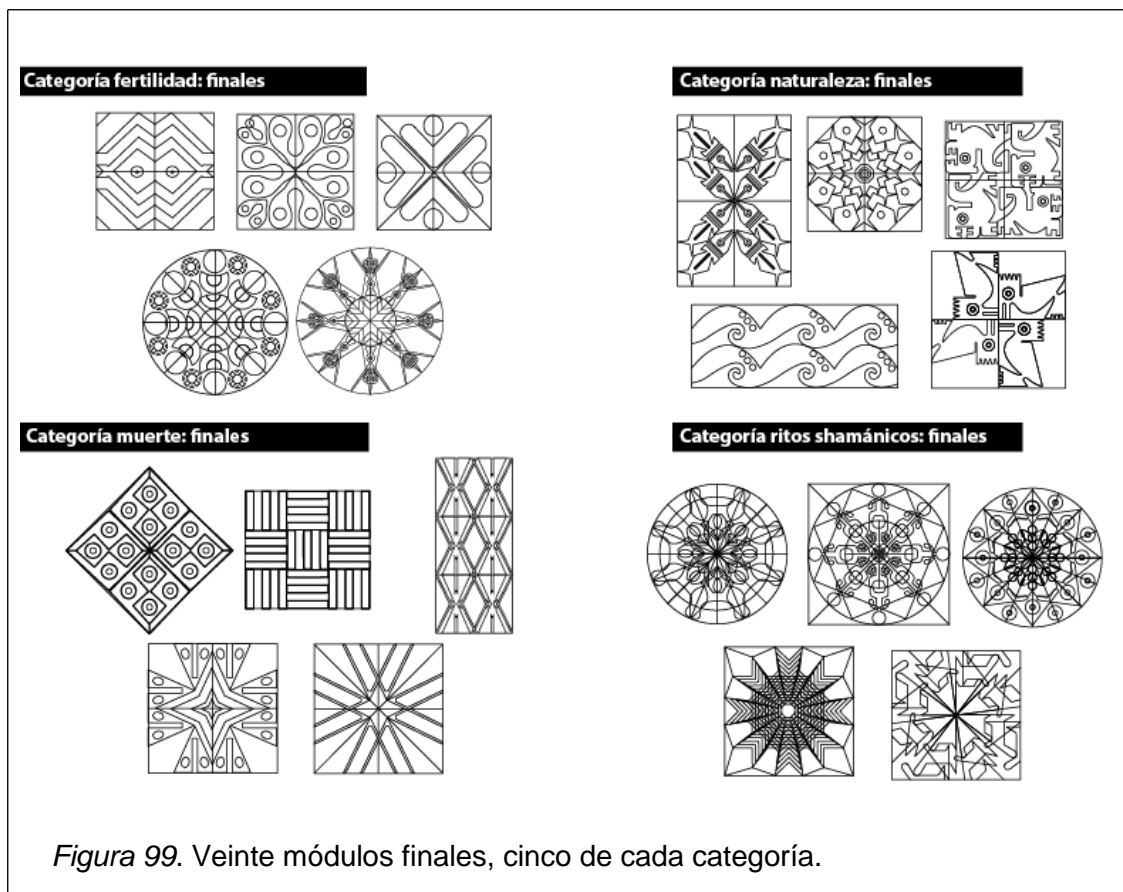 Categoría fertilidad: finales
Categoría naturaleza: finales
Categoría muerte: finales
Categoría ritos shamánicos: finales
Figura 99. Veinte módulos finales, cinco de cada categoría.